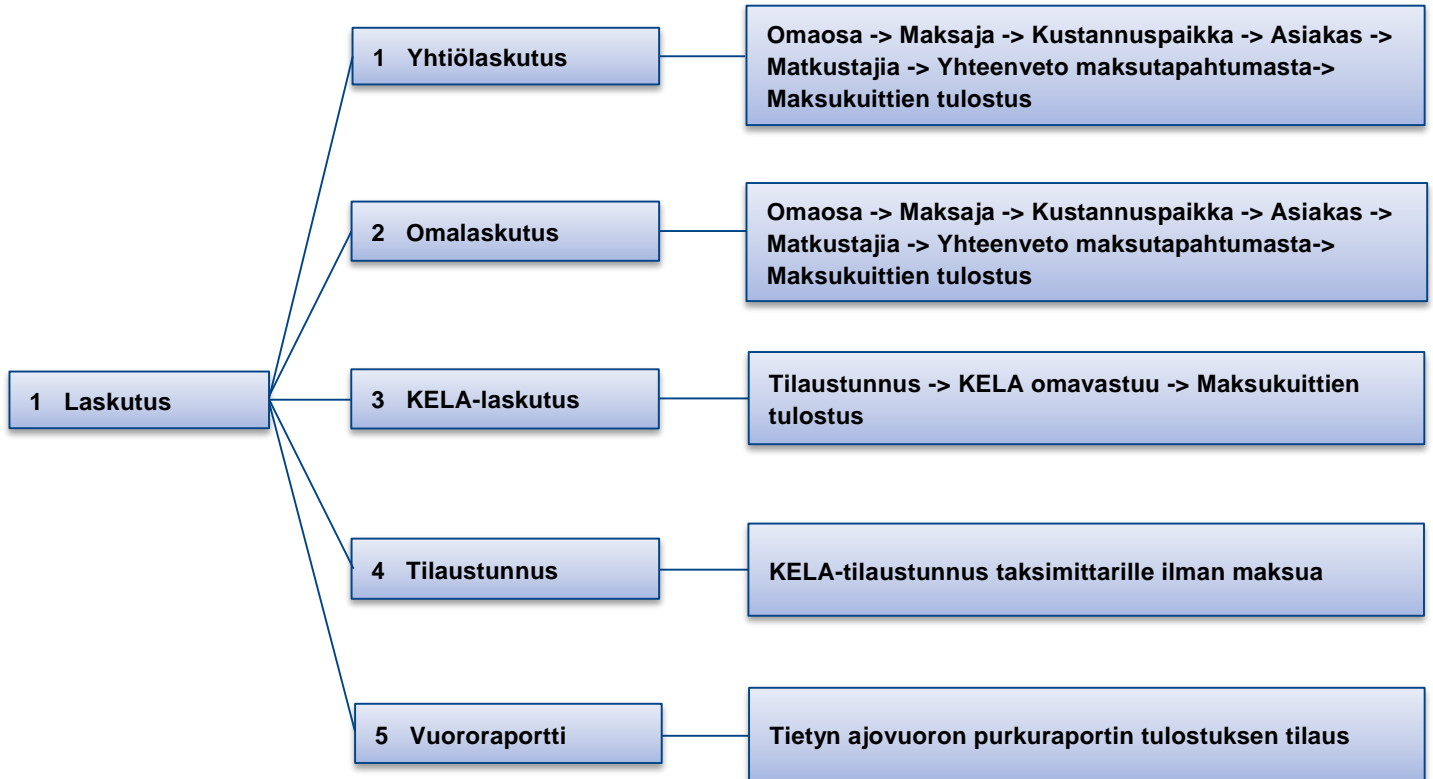 1 Yhtiölaskutus
Omaosa -> Maksaja -> Kustannuspaikka -> Asiakas ->
Matkustajia -> Yhteenveto maksutapahtumasta->
Maksukuittien tulostus
2 Omalaskutus
Omaosa -> Maksaja -> Kustannuspaikka -> Asiakas ->
Matkustajia -> Yhteenveto maksutapahtumasta->
Maksukuittien tulostus
1 Laskutus
3 KELA-laskutus
Tilaustunnus -> KELA omavastuu -> Maksukuittien
tulostus
4 Tilaustunnus
KELA-tilaustunnus taksimittarille ilman maksua
5 Vuororaportti
Tietyn ajovuoron purkuraportin tulostuksen tilaus